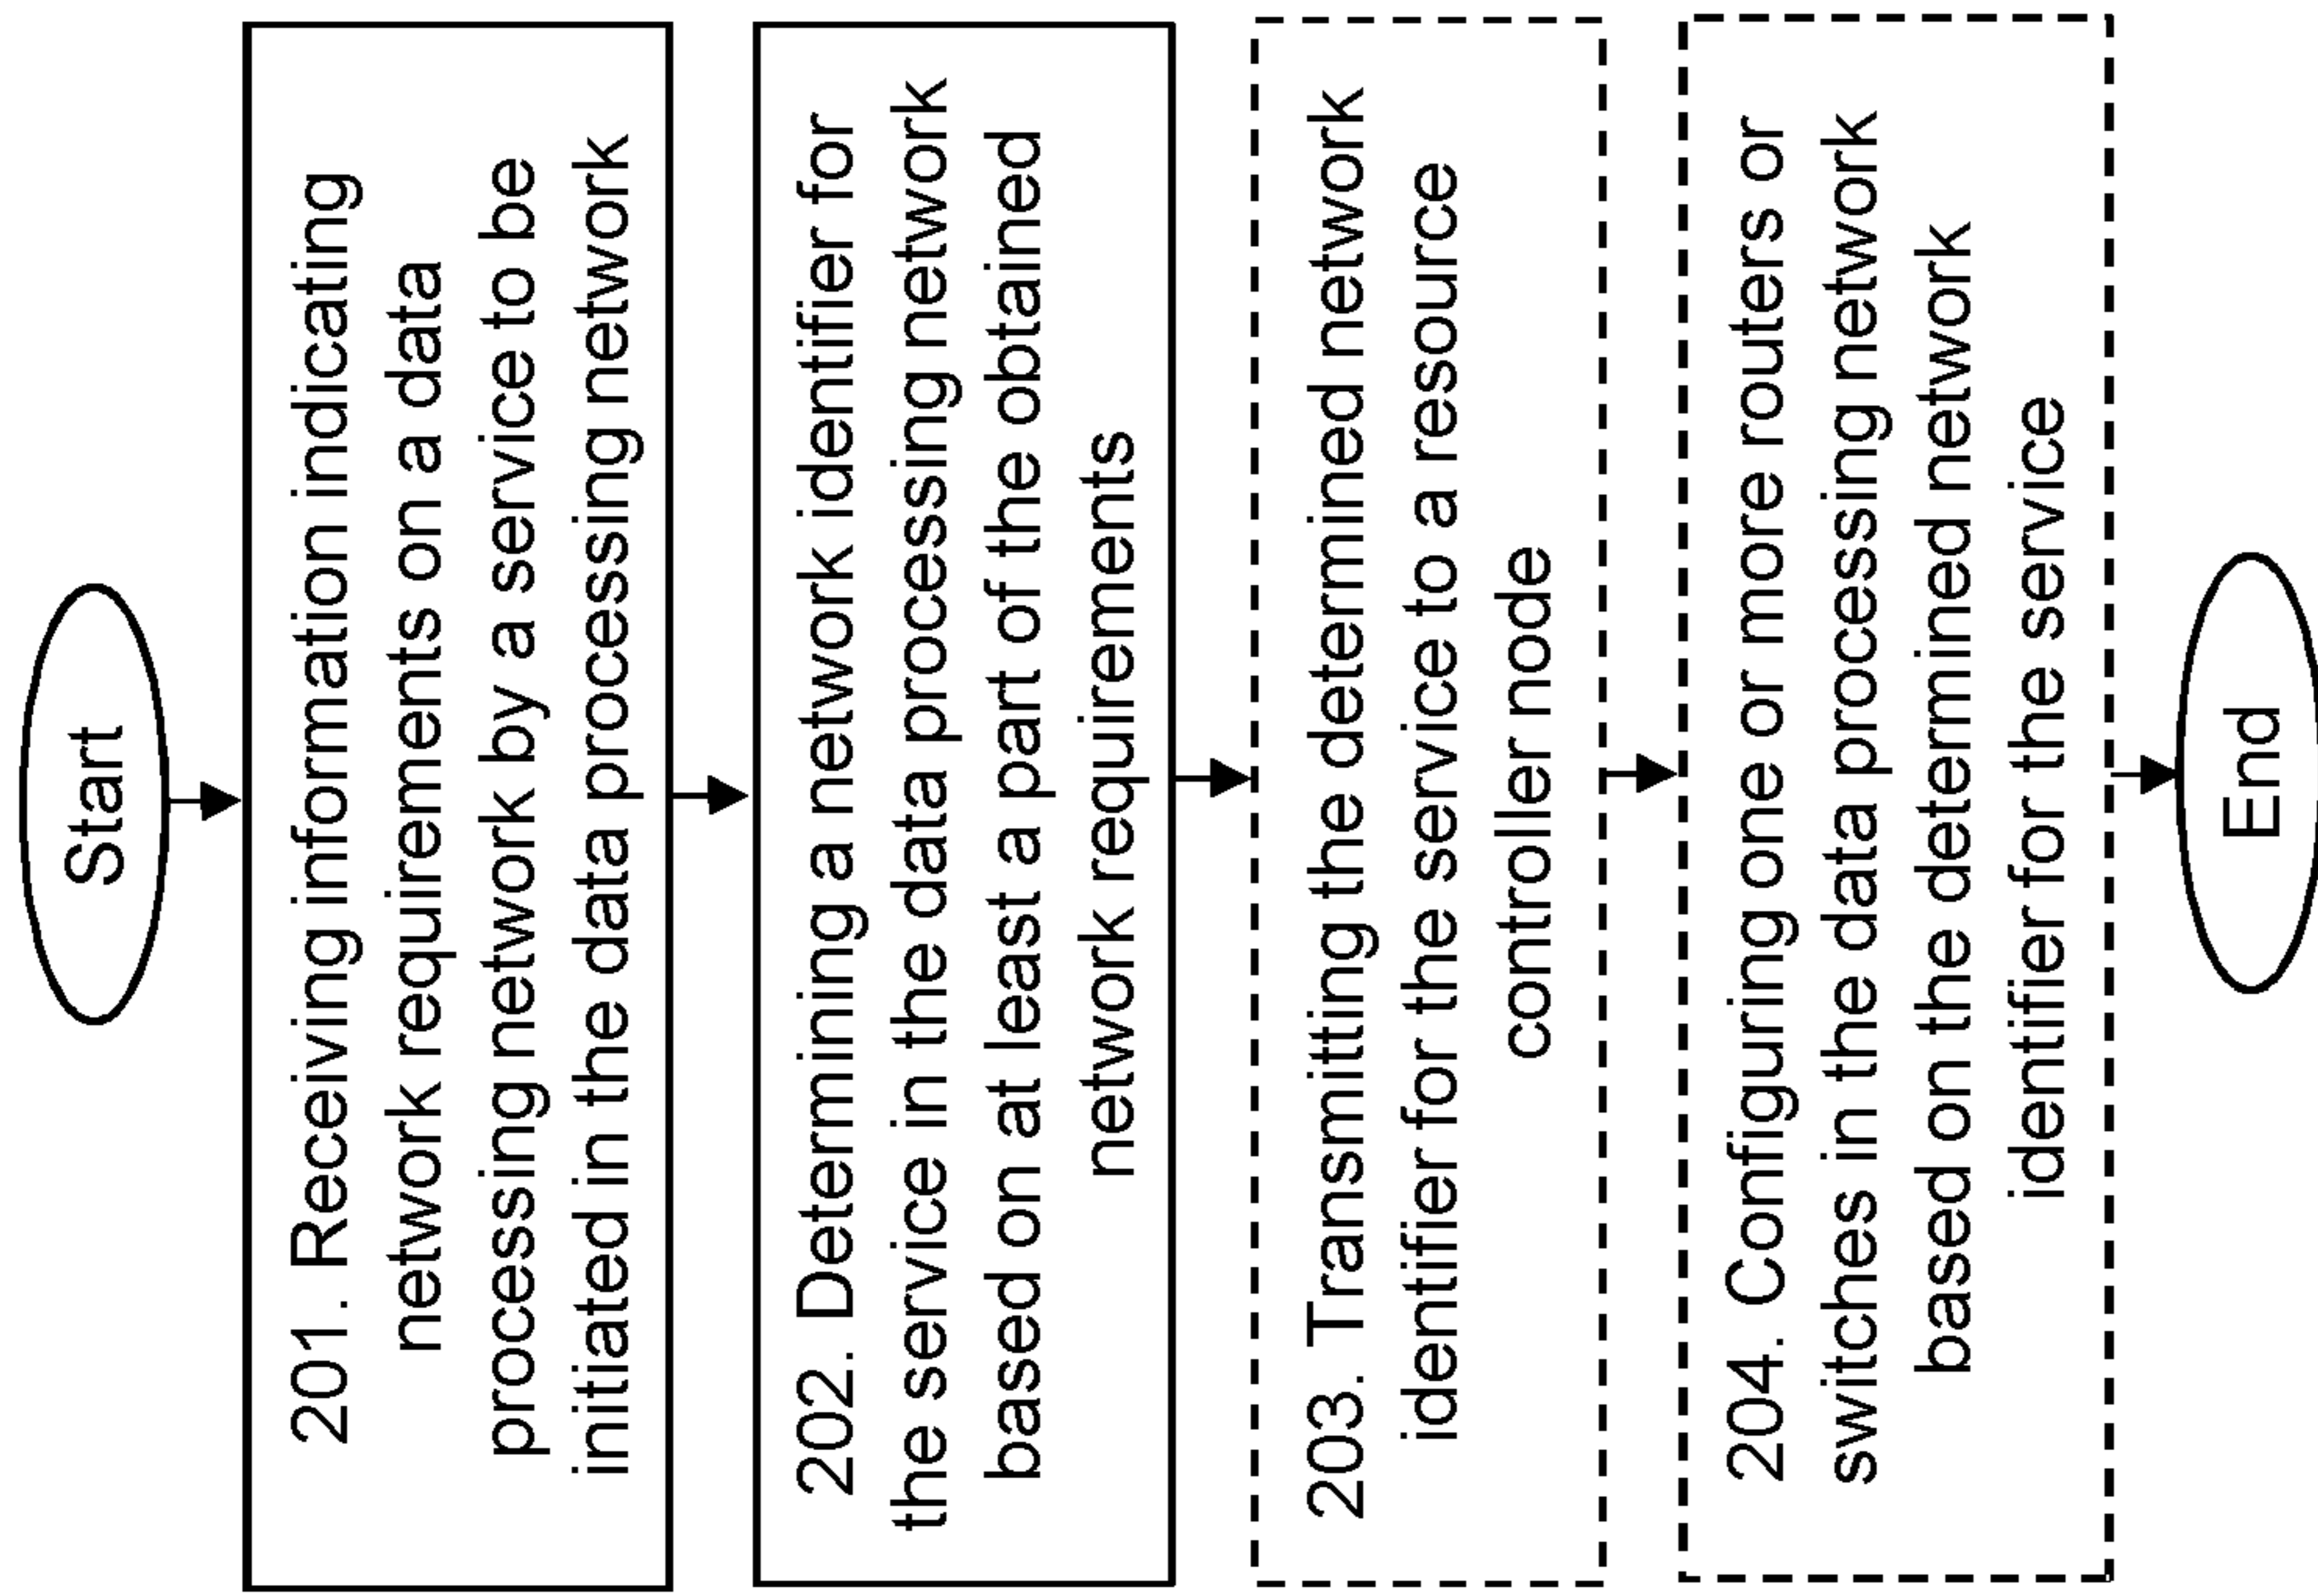 Start
201. Receiving information indicating
network requirements on a data
processing network by a service to be
initiated in the data processing network
202. Determining a network identifier for
the service in the data processing network
based on at least a part of the obtained
network requirements
203. Transmitting the determined network
identifier for the service to a resource
controller node
204. Configuring one or more routers or
switches in the data processing network
based on the determined network
identifier for the service
End